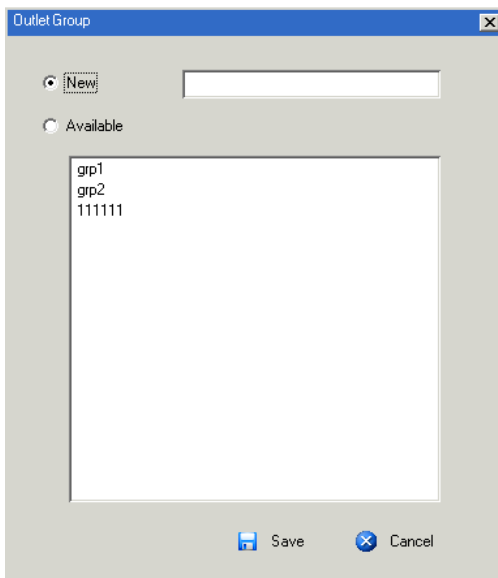 Outlet Group
New
Available
grp1
grp2
111111
Save
Cancel